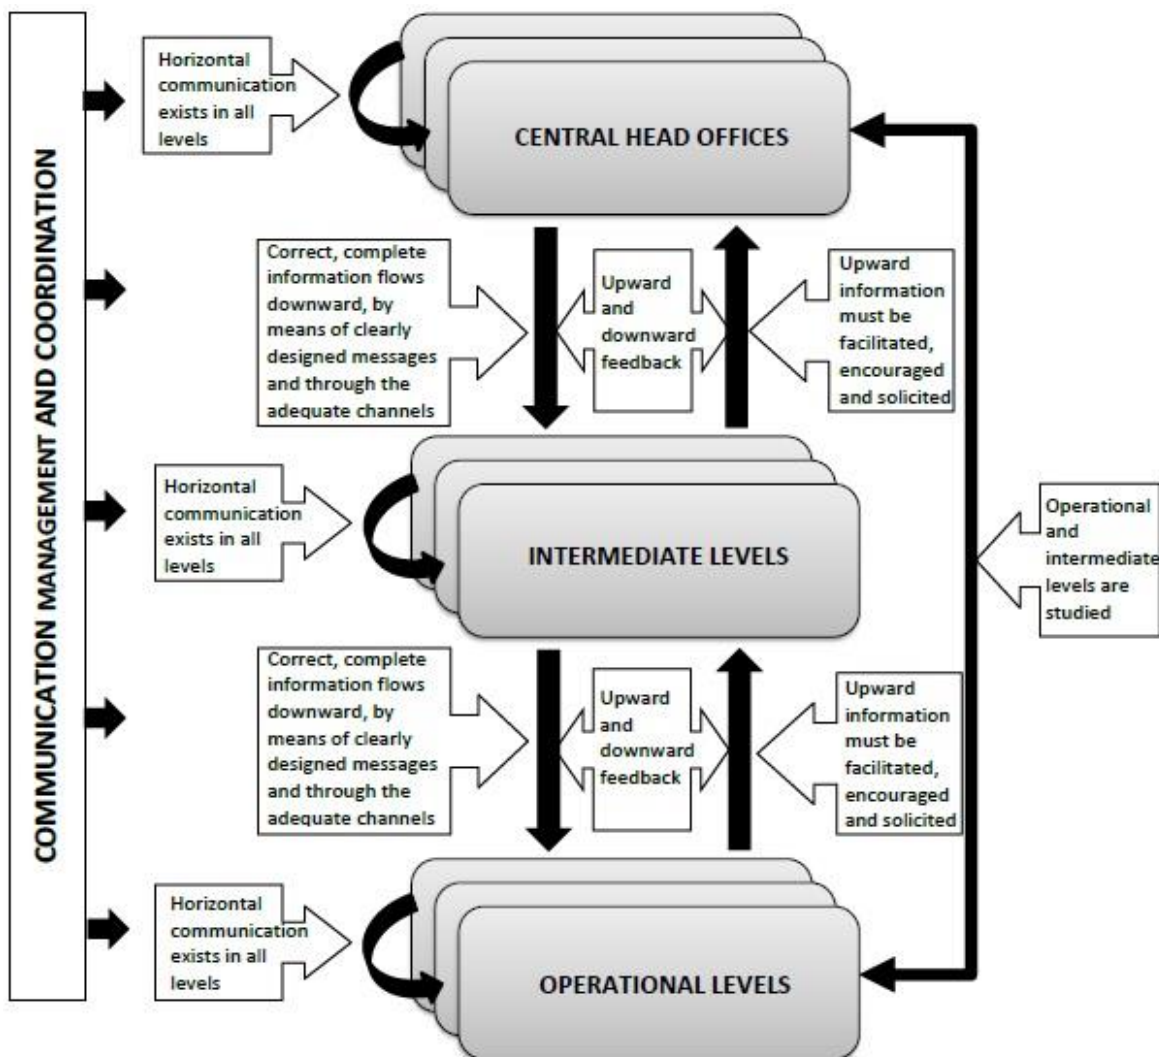 COMMUNICATION MANAGEMENT AND COORDINATION
Horizontal
communication
exists in all
levels
CENTRAL HEAD OFFICES
Correct, complete
information flows
downward, by
means of clearly
designed messages
and through the
adequate channels
Upward
and
downward
feedback
Upward
information
must be
facilitated,
encouraged
and solicited
Horizontal
communication
exists in all
levels
INTERMEDIATE LEVELS
Operational
and
intermediate
levels are
studied
Correct, complete
information flows
downward, by
means of clearly
designed messages
and through the
adequate channels
Upward
and
downward
feedback
Upward
information
must be
facilitated,
encouraged
and solicited
Horizontal
communication
exists in all
levels
OPERATIONAL LEVELS